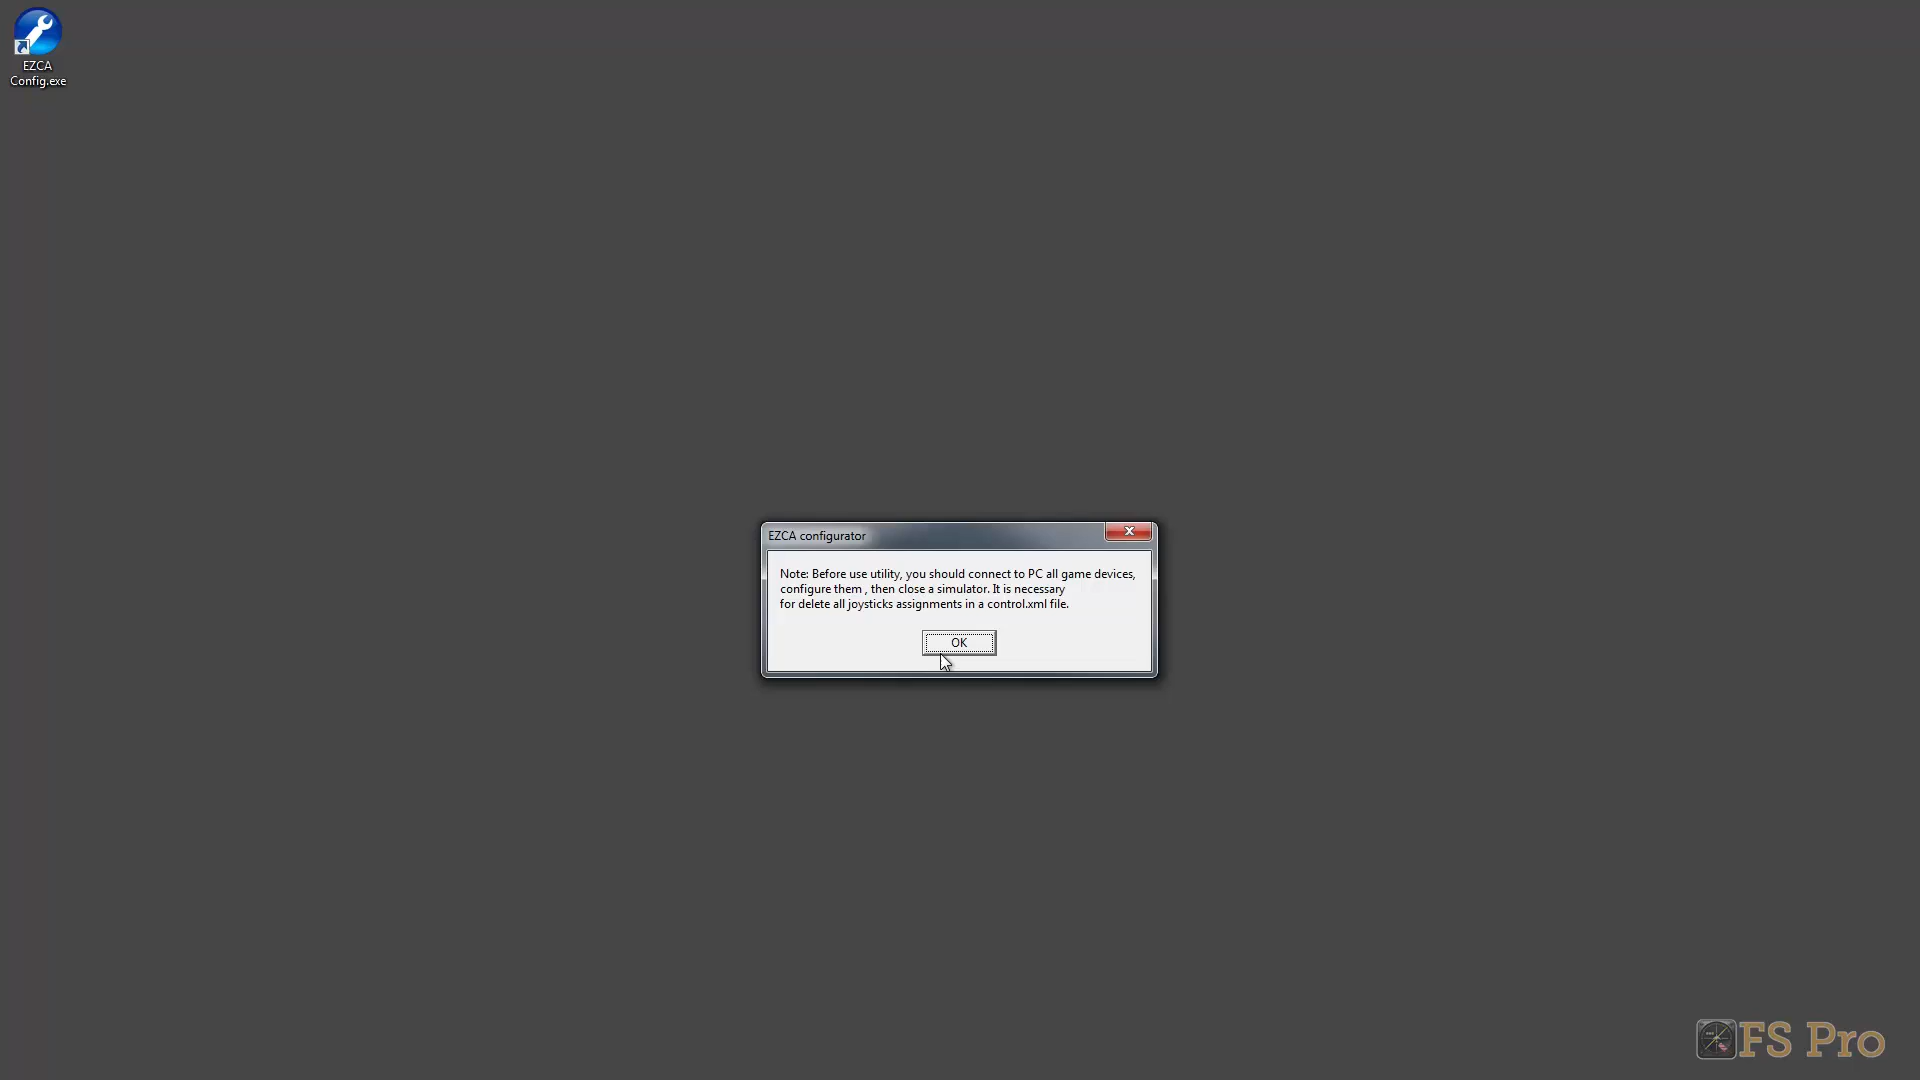 EZCA
Config.exe
EZCA configurator
Note: Before use utility, you should connect to PC all game devices,
configure them , then close a simulator. It is necessary
for delete all joysticks assignments in a control.xml file.
OK
FS Pro